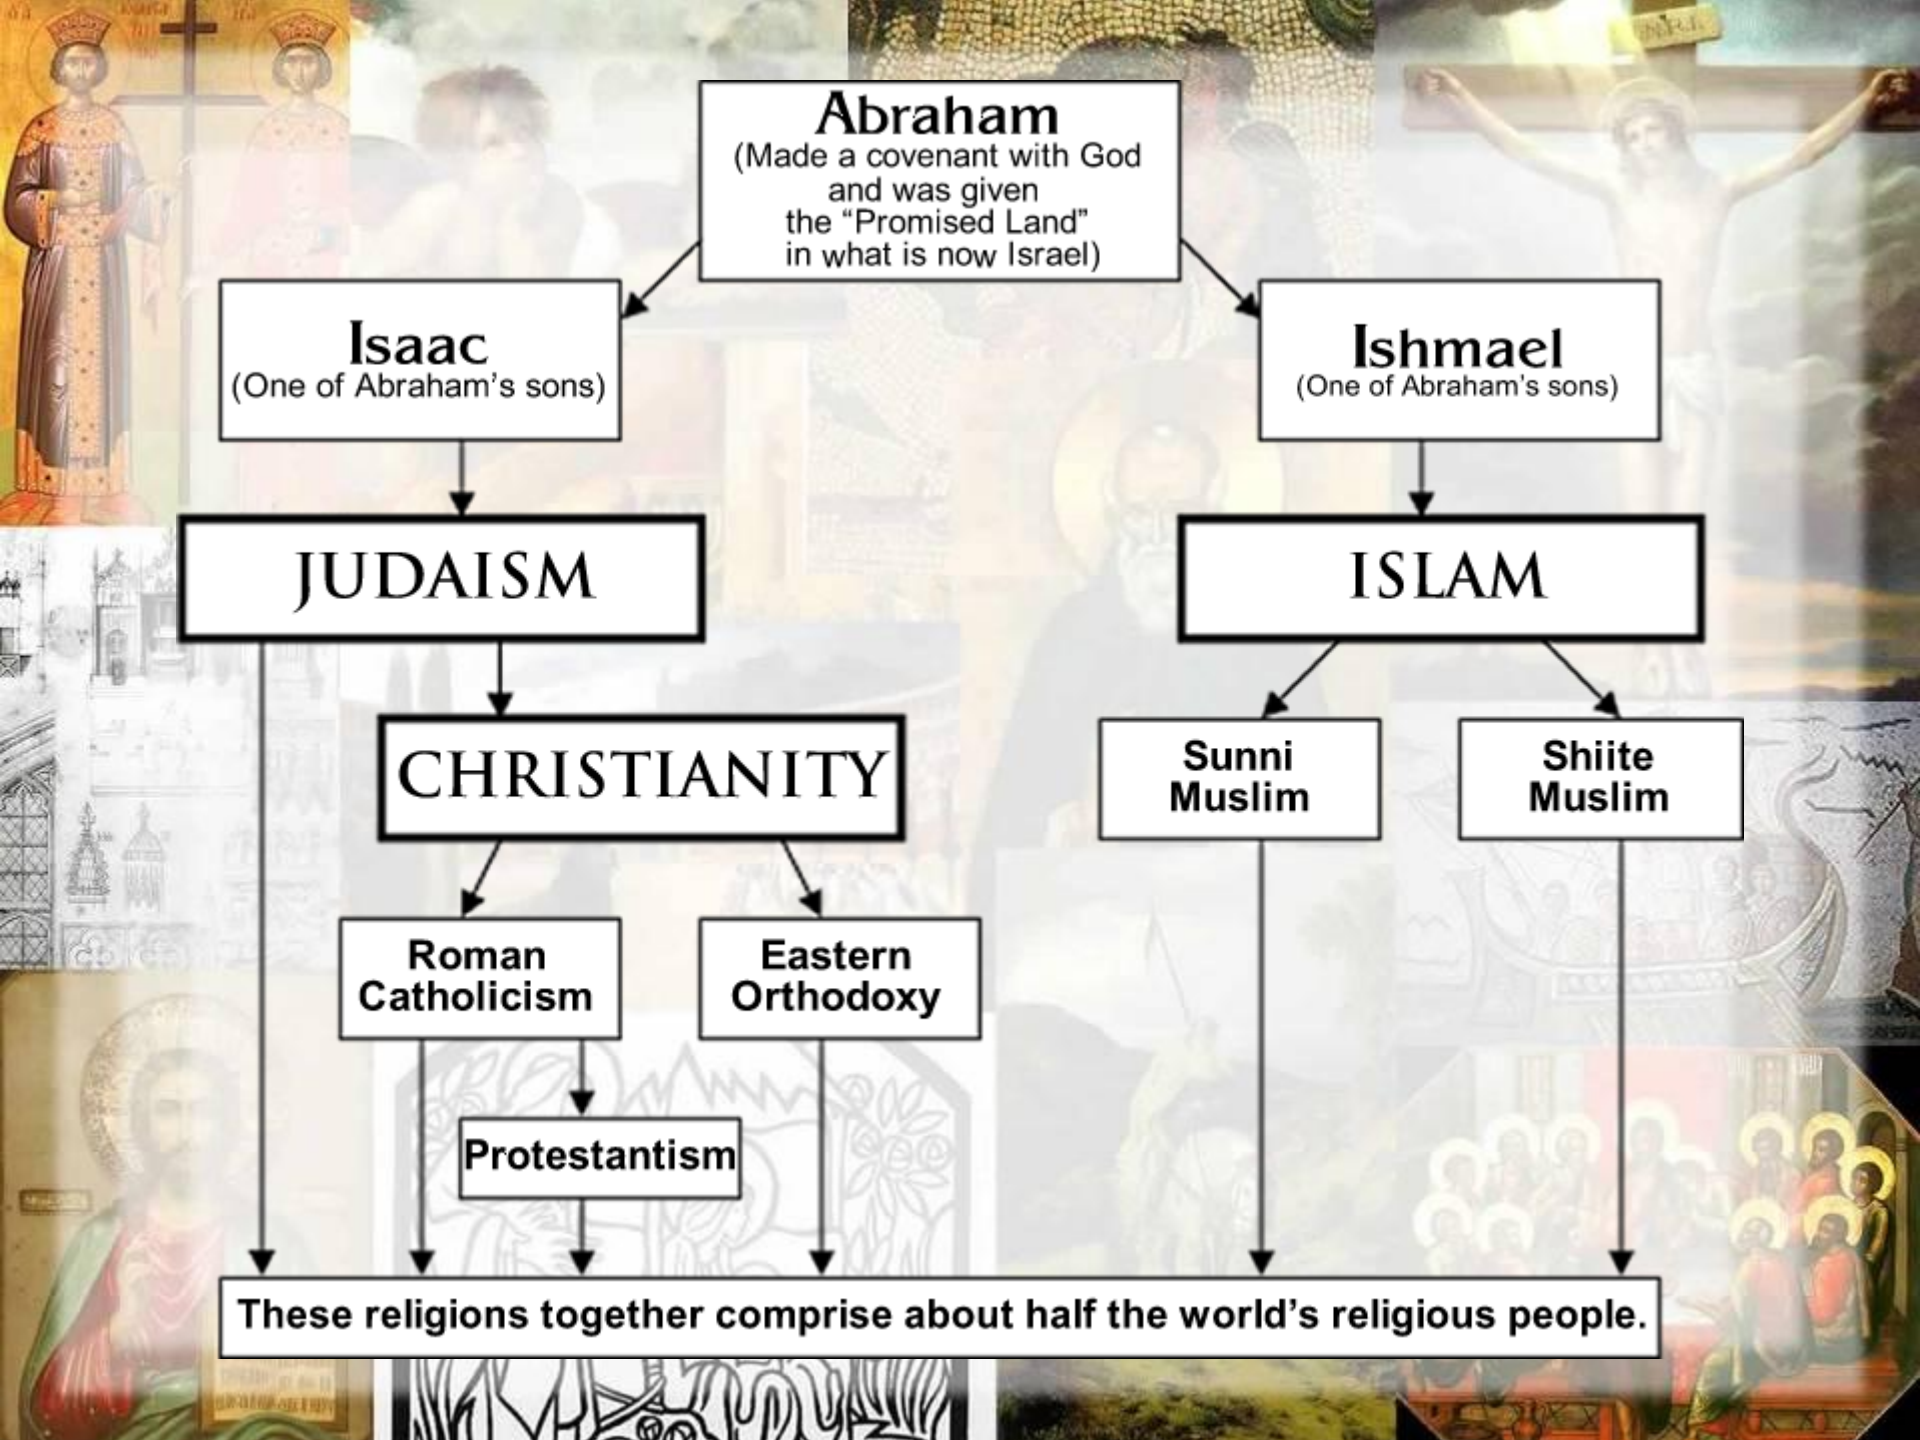 Abraham
(Made a covenant with God
and was given
the “Promised Land”
in what is now Israel)
Isaac
(One of Abraham’s sons)
Ishmael
(One of Abraham’s sons)
JUDAISM
ISLAM
CHRISTIANITY
Sunni
Muslim
Shiite
Muslim
Roman
Catholicism
Eastern
Orthodoxy
Protestantism
These religions together comprise about half the world’s religious people.